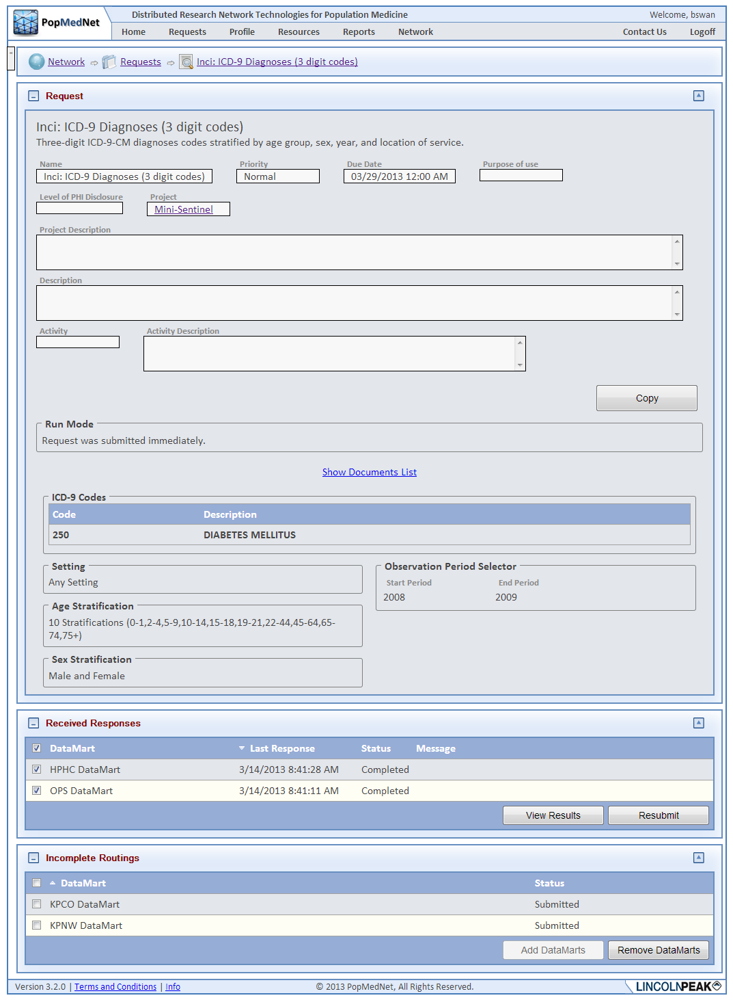 PopMedNet
Distributed Research Network Technologies for Population Medicine
Welcome, bswan
Home Requests Profile Resources Reports Network Contact Us Logoff
Network ⇨ Requests ⇨ Inci: ICD-9 Diagnoses (3 digit codes)
Request
Inci: ICD-9 Diagnoses (3 digit codes)
Three-digit ICD-9-CM diagnoses codes stratified by age group, sex, year, and location of service.
Name Priority Due Date Purpose of use
Inci: ICD-9 Diagnoses (3 digit codes) Normal 03/29/2013 12:00 AM
Level of PHI Disclosure Project
Mini-Sentinel
Project Description
Description
Activity Activity Description
Copy
Run Mode
Request was submitted immediately.
Show Documents List
ICD-9 Codes
Code Description
250 DIABETES MELLITUS
Setting
Any Setting
Observation Period Selector
Start Period End Period
2008 2009
Age Stratification
10 Stratifications (0-1,2-4,5-9,10-14,15-18,19-21,22-44,45-64,65-
74,75+)
Sex Stratification
Male and Female
Received Responses
DataMart Last Response Status Message
HPHC DataMart 3/14/2013 8:41:28 AM Completed
OPS DataMart 3/14/2013 8:41:11 AM Completed
View Results Resubmit
Incomplete Routings
DataMart Status
KPCO DataMart Submitted
KPNW DataMart Submitted
Add DataMarts Remove DataMarts
Version 3.2.0 | Terms and Conditions | Info © 2013 PopMedNet, All Rights Reserved. LINCOLNPEAK